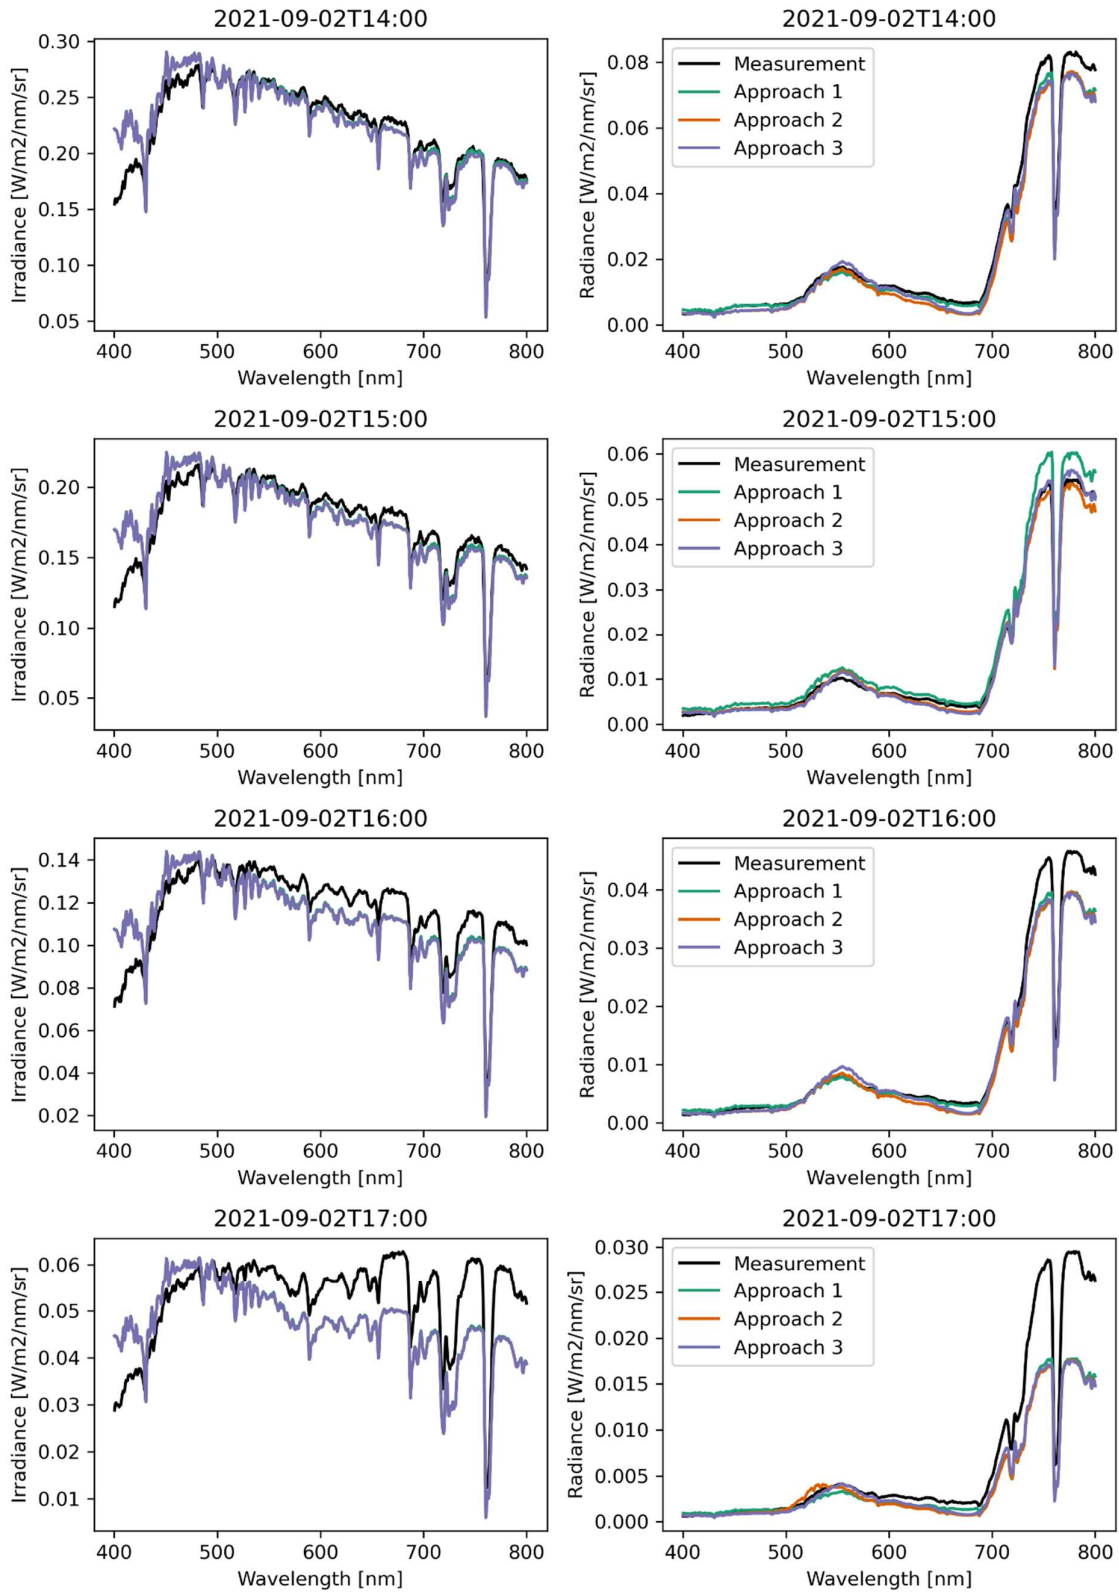 2021-09-02T14:00
Irradiance [W/m2/nm/sr]
0.30
0.25
0.20
0.15
0.10
0.05
400 500 600 700 800
Wavelength [nm]
2021-09-02T14:00
Radiance [W/m2/nm/sr]
0.08
0.06
0.04
0.02
0.00
Measurement
Approach 1
Approach 2
Approach 3
400 500 600 700 800
Wavelength [nm]
2021-09-02T15:00
Irradiance [W/m2/nm/sr]
0.20
0.15
0.10
0.05
400 500 600 700 800
Wavelength [nm]
2021-09-02T15:00
Radiance [W/m2/nm/sr]
0.06
0.05
0.04
0.03
0.02
0.01
0.00
Measurement
Approach 1
Approach 2
Approach 3
400 500 600 700 800
Wavelength [nm]
2021-09-02T16:00
Irradiance [W/m2/nm/sr]
0.14
0.12
0.10
0.08
0.06
0.04
0.02
400 500 600 700 800
Wavelength [nm]
2021-09-02T16:00
Radiance [W/m2/nm/sr]
0.04
0.03
0.02
0.01
0.00
Measurement
Approach 1
Approach 2
Approach 3
400 500 600 700 800
Wavelength [nm]
2021-09-02T17:00
Irradiance [W/m2/nm/sr]
0.06
0.05
0.04
0.03
0.02
0.01
400 500 600 700 800
Wavelength [nm]
2021-09-02T17:00
Radiance [W/m2/nm/sr]
0.030
0.025
0.020
0.015
0.010
0.005
0.000
Measurement
Approach 1
Approach 2
Approach 3
400 500 600 700 800
Wavelength [nm]